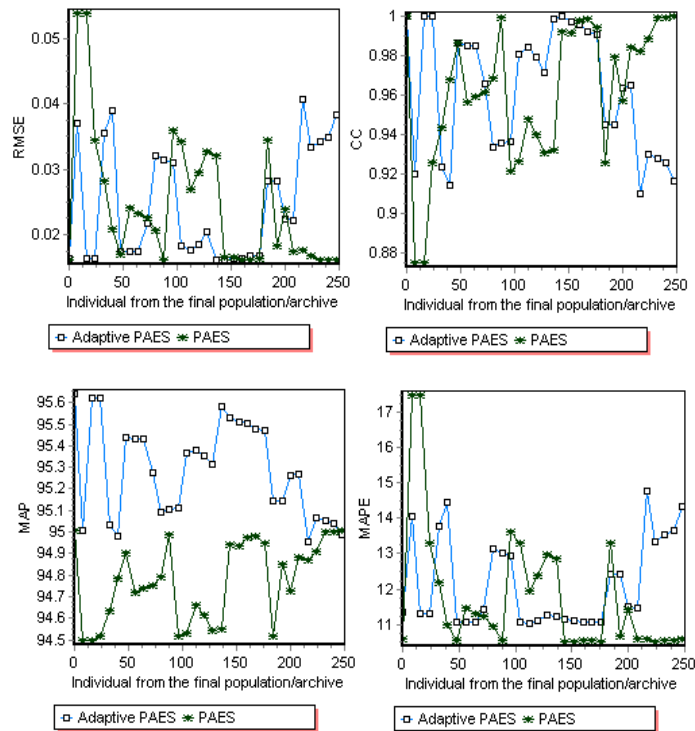 0.05
0.04
0.03
0.02
RMSE
0 50 100 150 200 250
Individual from the final population/archive
Adaptive PAES PAES
1
0.98
0.96
0.94
0.92
0.9
0.88
CC
0 50 100 150 200 250
Individual from the final population/archive
Adaptive PAES PAES
95.6
95.5
95.4
95.3
95.2
95.1
95
94.9
94.8
94.7
94.6
94.5
MAP
0 50 100 150 200 250
Individual from the final population/archive
Adaptive PAES PAES
17
16
15
14
13
12
11
MAPE
0 50 100 150 200 250
Individual from the final population/archive
Adaptive PAES PAES